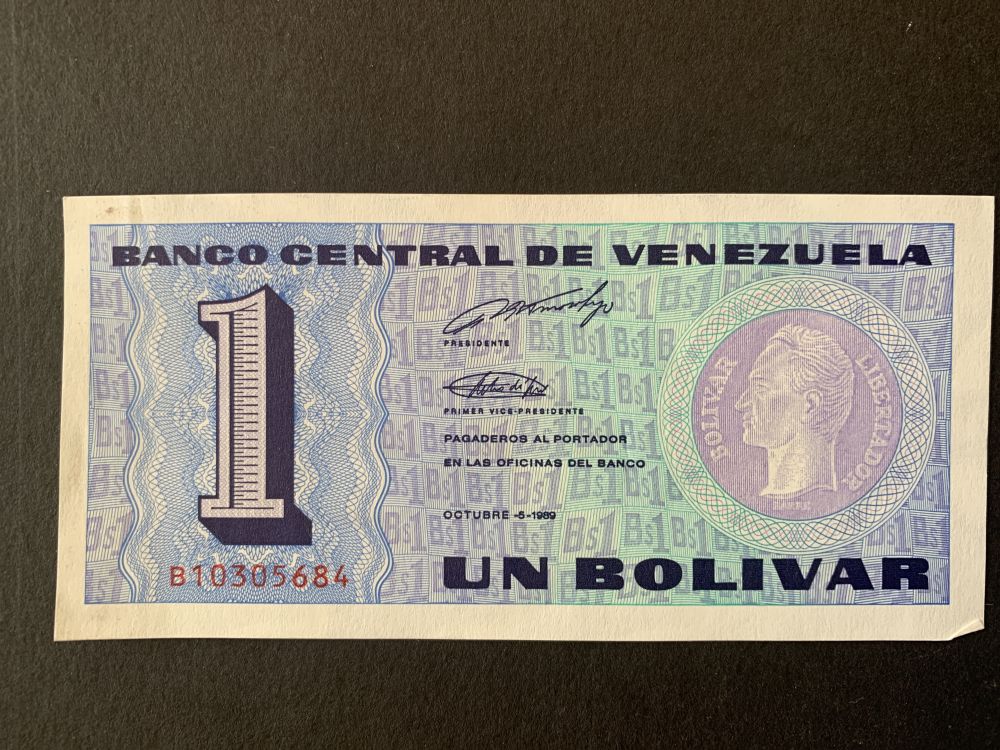 BANCO CENTRAL DE VENEZUELA
1
PRESIDENTE
PRIMER VICE-PRESIDENTE
PAGADEROS AL PORTADOR
EN LAS OFICINAS DEL BANCO
OCTUBRE -5-1989
BOLIVAR LIBERTADOR
B10305684
UN BOLIVAR